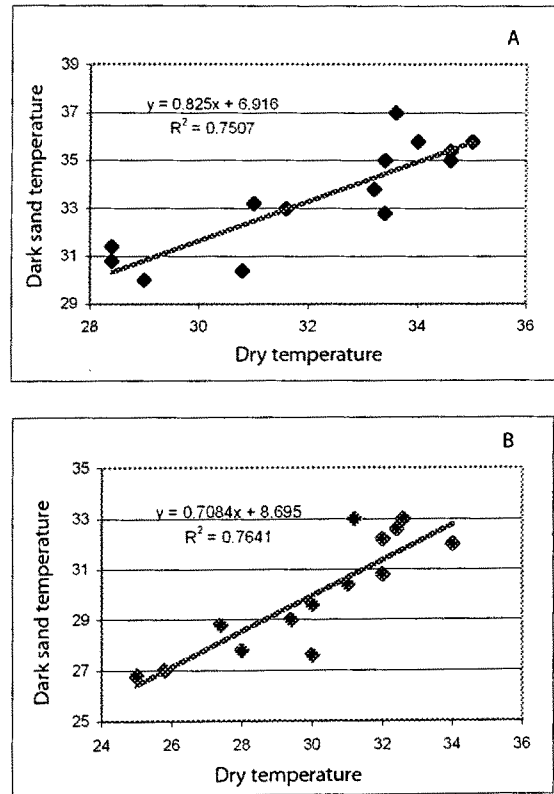 A
39
37
35
33
31
29
y = 0.825x + 6.916
R² = 0.7507
28 30 32 34 36
Dark sand temperature
Dry temperature
B
35
33
31
29
27
25
y = 0.7084x + 8.695
R² = 0.7641
24 26 28 30 32 34 36
Dark sand temperature
Dry temperature